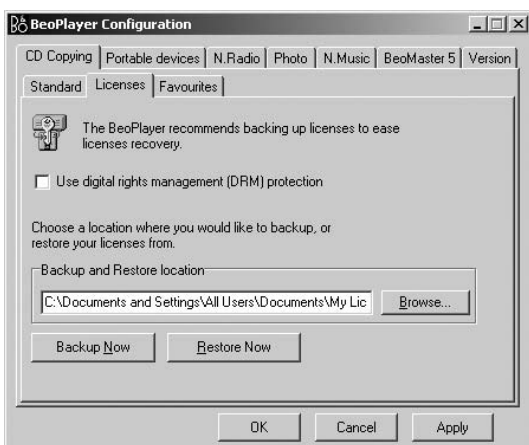 BeoPlayer Configuration
CD Copying Portable devices N.Radio Photo N.Music BeoMaster 5 Version
Standard Licenses Favourites
The BeoPlayer recommends backing up licenses to ease
licenses recovery.
Use digital rights management (DRM) protection
Choose a location where you would like to backup, or
restore your licenses from.
Backup and Restore location
C:\Documents and Settings\All Users\Documents\My Lic Browse...
Backup Now Restore Now
OK Cancel Apply